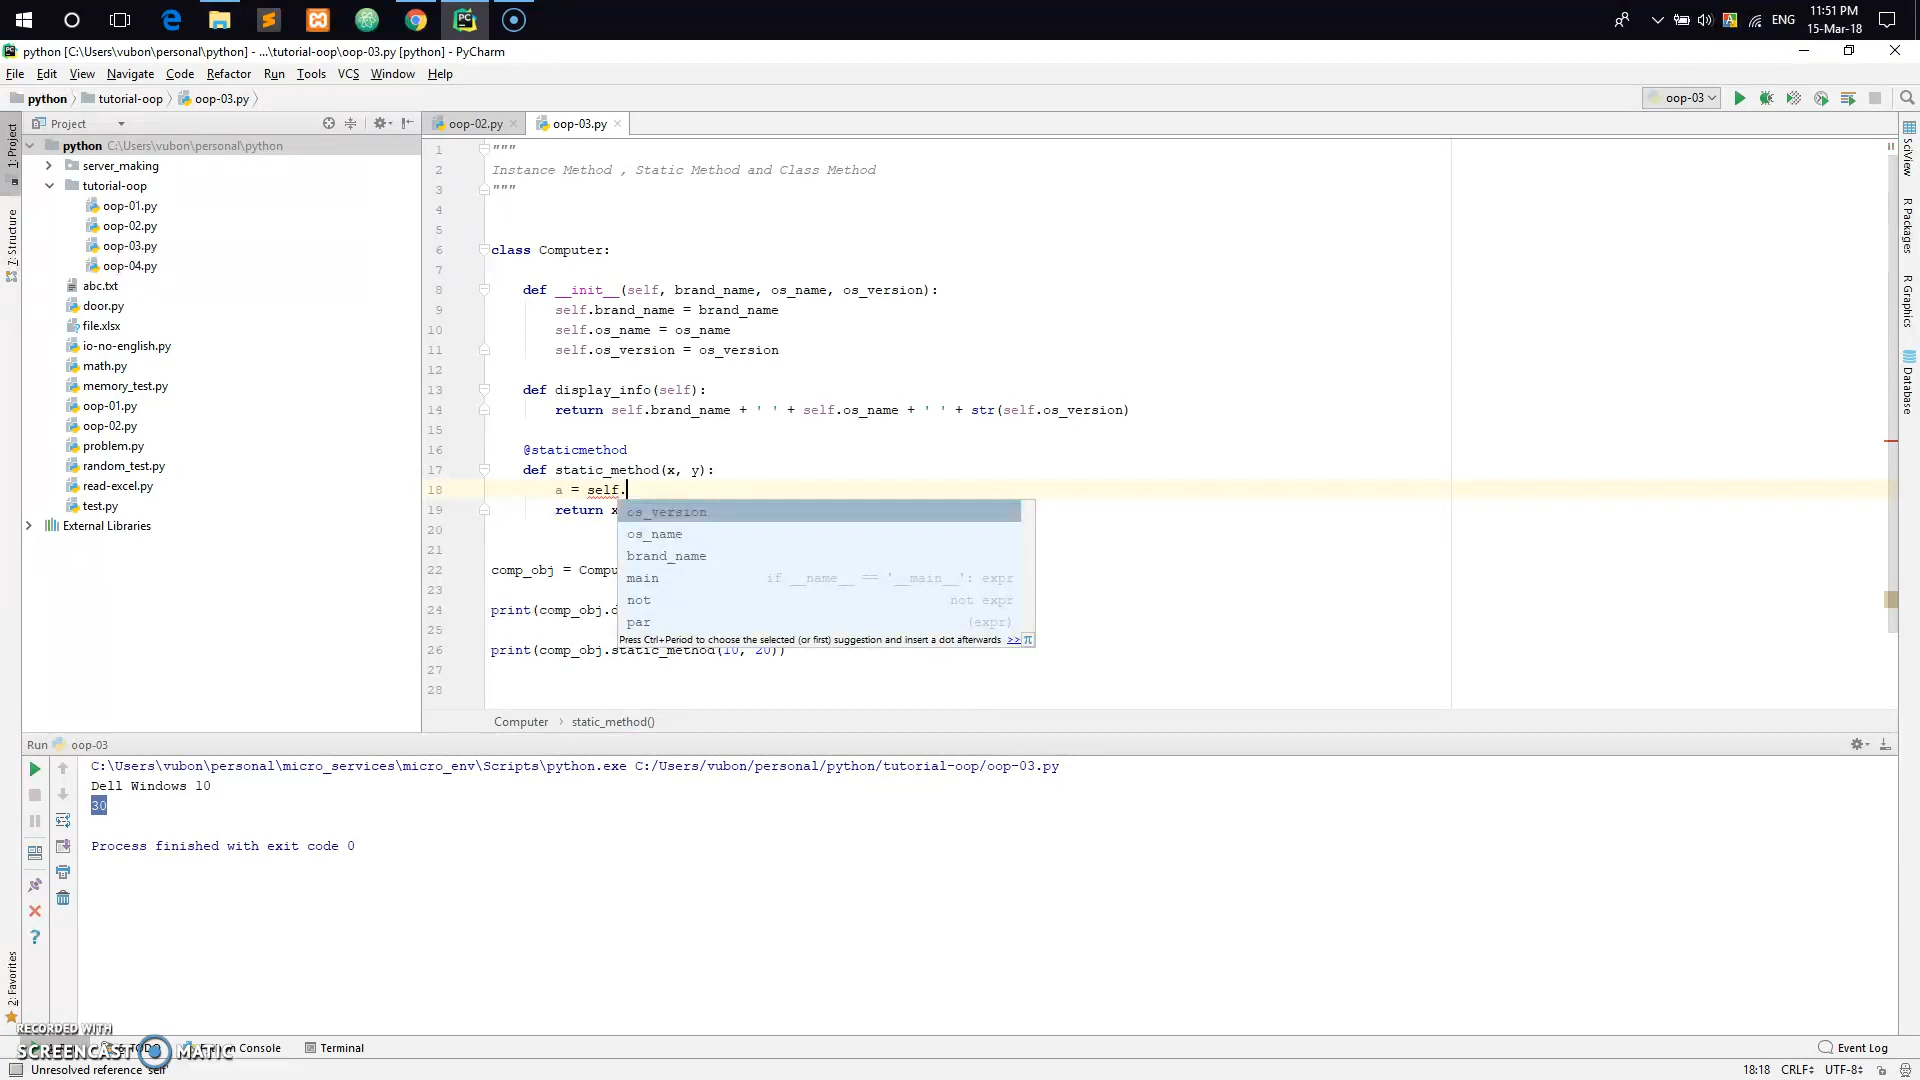 11:51 PM
ENG
15-Mar-18
python [C:\Users\vubon\personal\python] - ...\tutorial-oop\oop-03.py [python] - PyCharm
File Edit View Navigate Code Refactor Run Tools VCS Window Help
python tutorial-oop oop-03.py
oop-03
Project
oop-02.py oop-03.py
1: Project
7: Structure
2: Favorites
SciView
R Packages
R Graphics
Database
python C:\Users\vubon\personal\python
server_making
tutorial-oop
oop-01.py
oop-02.py
oop-03.py
oop-04.py
abc.txt
door.py
file.xlsx
io-no-english.py
math.py
memory_test.py
oop-01.py
oop-02.py
problem.py
random_test.py
read-excel.py
test.py
External Libraries
1 """
2 Instance Method , Static Method and Class Method
3 """
4
5
6 class Computer:
7
8 def __init__(self, brand_name, os_name, os_version):
9 self.brand_name = brand_name
10 self.os_name = os_name
11 self.os_version = os_version
12
13 def display_info(self):
14 return self.brand_name + ' ' + self.os_name + ' ' + str(self.os_version)
15
16 @staticmethod
17 def static_method(x, y):
18 a = self.
19 return x
20
21
22 comp_obj = Compu
23
24 print(comp_obj.d
25
26 print(comp_obj.static_method(10, 20))
27
28
os_version
os_name
brand_name
main if __name__ == '__main__': expr
not not expr
par (expr)
Press Ctrl+Period to choose the selected (or first) suggestion and insert a dot afterwards >> π
Computer static_method()
Run oop-03
C:\Users\vubon\personal\micro_services\micro_env\Scripts\python.exe C:/Users/vubon/personal/python/tutorial-oop/oop-03.py
Dell Windows 10
30
Process finished with exit code 0
RECORDED WITH
SCREENCAST MATIC
TODO
Console
Terminal
Event Log
Unresolved reference 'self'
18:18 CRLF UTF-8